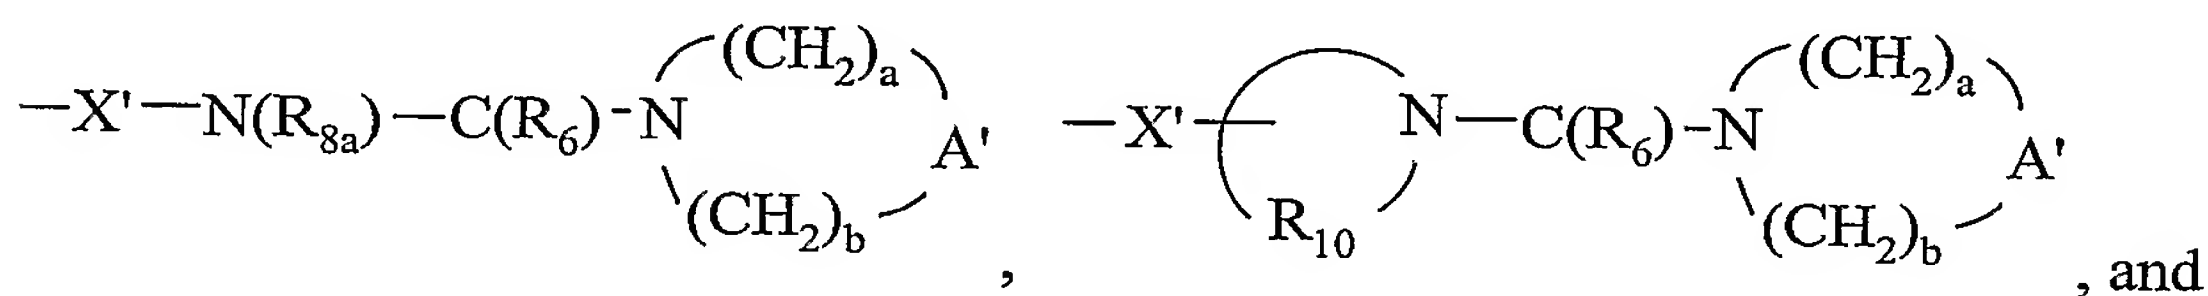 (CH₂)ₐ (CH₂)ₐ
—X'—N(R₈ₐ)—C(R₆)-N A' —X'— N—C(R₆)-N A'
(CH₂)b R₁₀ (CH₂)b
, , and